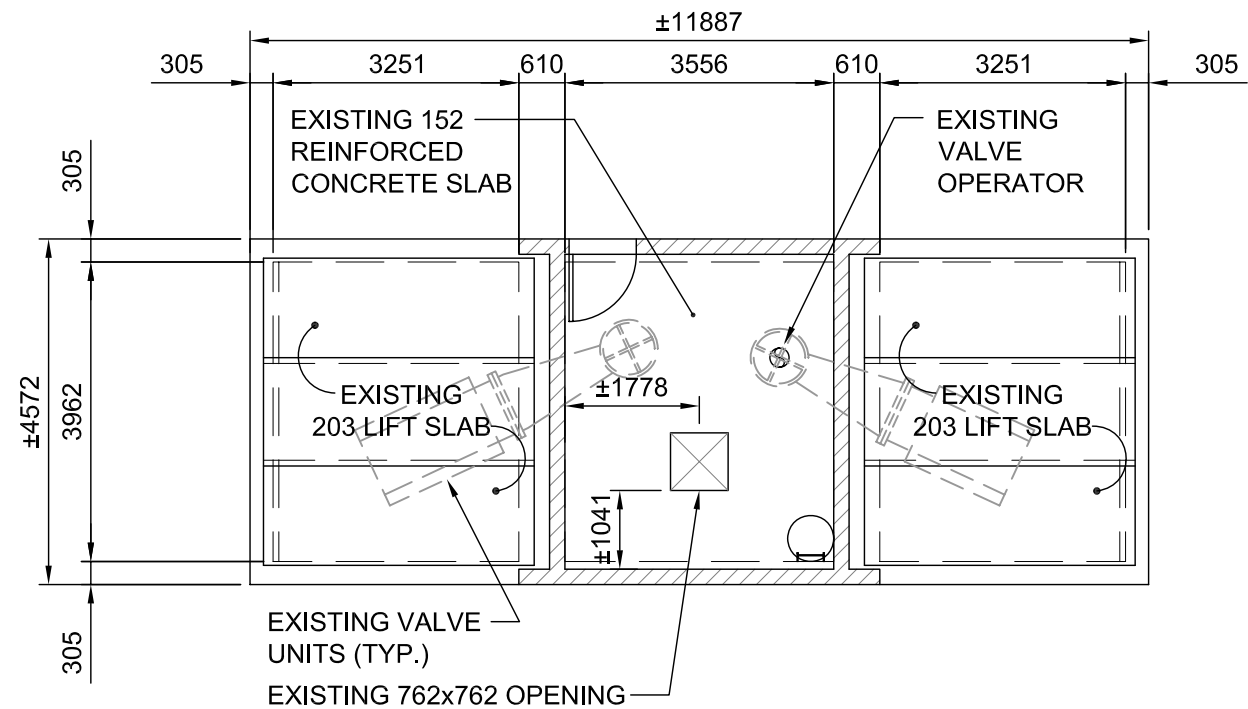 ±11887
305 3251 610 3556 610 3251 305
EXISTING 152
REINFORCED
CONCRETE SLAB
EXISTING
VALVE
OPERATOR
305
±4572
3962
305
±1778
EXISTING
203 LIFT SLAB
EXISTING
203 LIFT SLAB
±1041
EXISTING VALVE
UNITS (TYP.)
EXISTING 762x762 OPENING